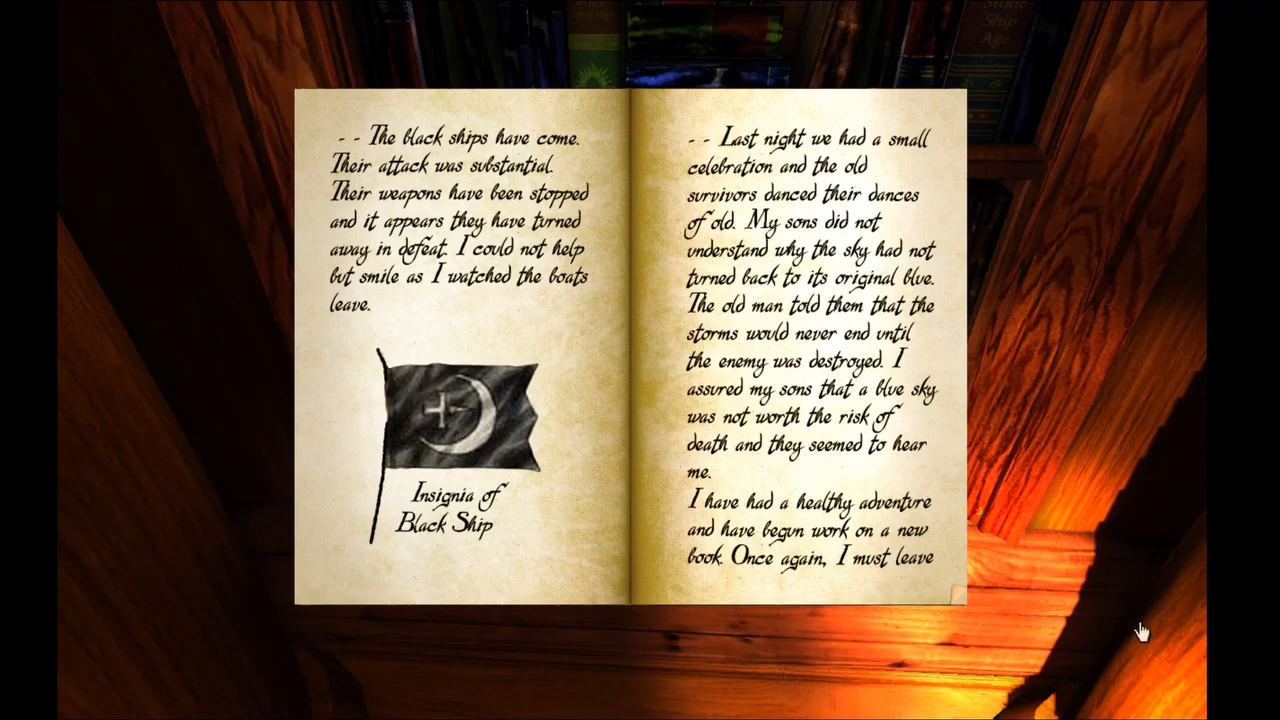 Stone
Ship
Age
- - The black ships have come.
Their attack was substantial.
Their weapons have been stopped
and it appears they have turned
away in defeat. I could not help
but smile as I watched the boats
leave.
Insignia of
Black Ship
- - Last night we had a small
celebration and the old
survivors danced their dances
of old. My sons did not
understand why the sky had not
turned back to its original blue.
The old man told them that the
storms would never end until
the enemy was destroyed. I
assured my sons that a blue sky
was not worth the risk of
death and they seemed to hear
me.
I have had a healthy adventure
and have begun work on a new
book. Once again, I must leave